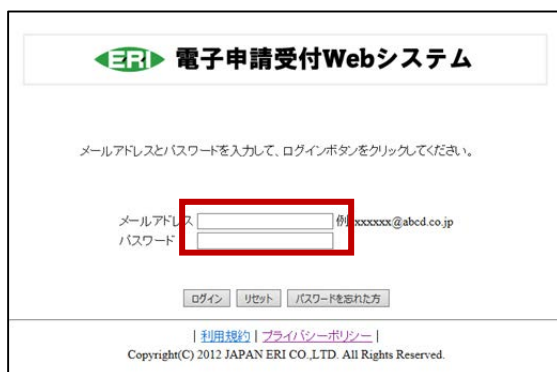 ERI 電子申請受付Webシステム
メールアドレスとパスワードを入力して、ログインボタンをクリックしてください。
メールアドレス 例 xxxxxx@abcd.co.jp
パスワード
ログイン リセット パスワードを忘れた方
| 利用規約 | プライバシーポリシー |
Copyright(C) 2012 JAPAN ERI CO.,LTD. All Rights Reserved.